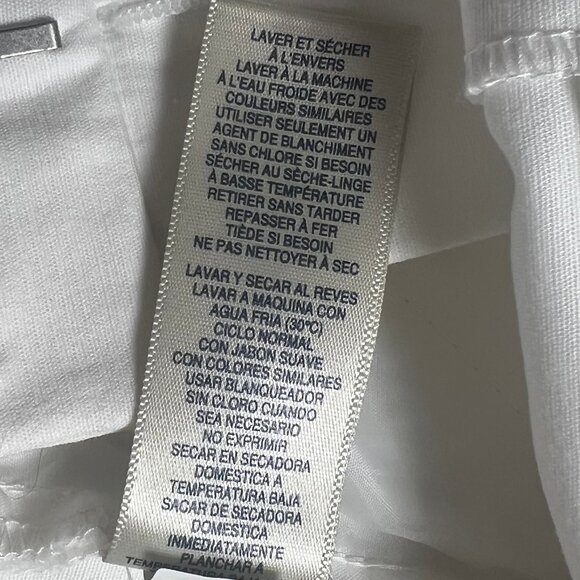 LAVER ET SÉCHER
À L'ENVERS
LAVER À LA MACHINE
À L'EAU FROIDE AVEC DES
COULEURS SIMILAIRES
UTILISER SEULEMENT UN
AGENT DE BLANCHIMENT
SANS CHLORE SI BESOIN
SÉCHER AU SÈCHE-LINGE
À BASSE TEMPÉRATURE
RETIRER SANS TARDER
REPASSER À FER
TIÈDE SI BESOIN
NE PAS NETTOYER À SEC
LAVAR Y SECAR AL REVES
LAVAR A MAQUINA CON
AGUA FRIA (30°C)
CICLO NORMAL
CON JABON SUAVE
CON COLORES SIMILARES
USAR BLANQUEADOR
SIN CLORO CUANDO
SEA NECESARIO
NO EXPRIMIR
SECAR EN SECADORA
DOMESTICA A
TEMPERATURA BAJA
SACAR DE SECADORA
DOMESTICA
INMEDIATAMENTE
PLANCHAR A
TEMPERATURA BAJA